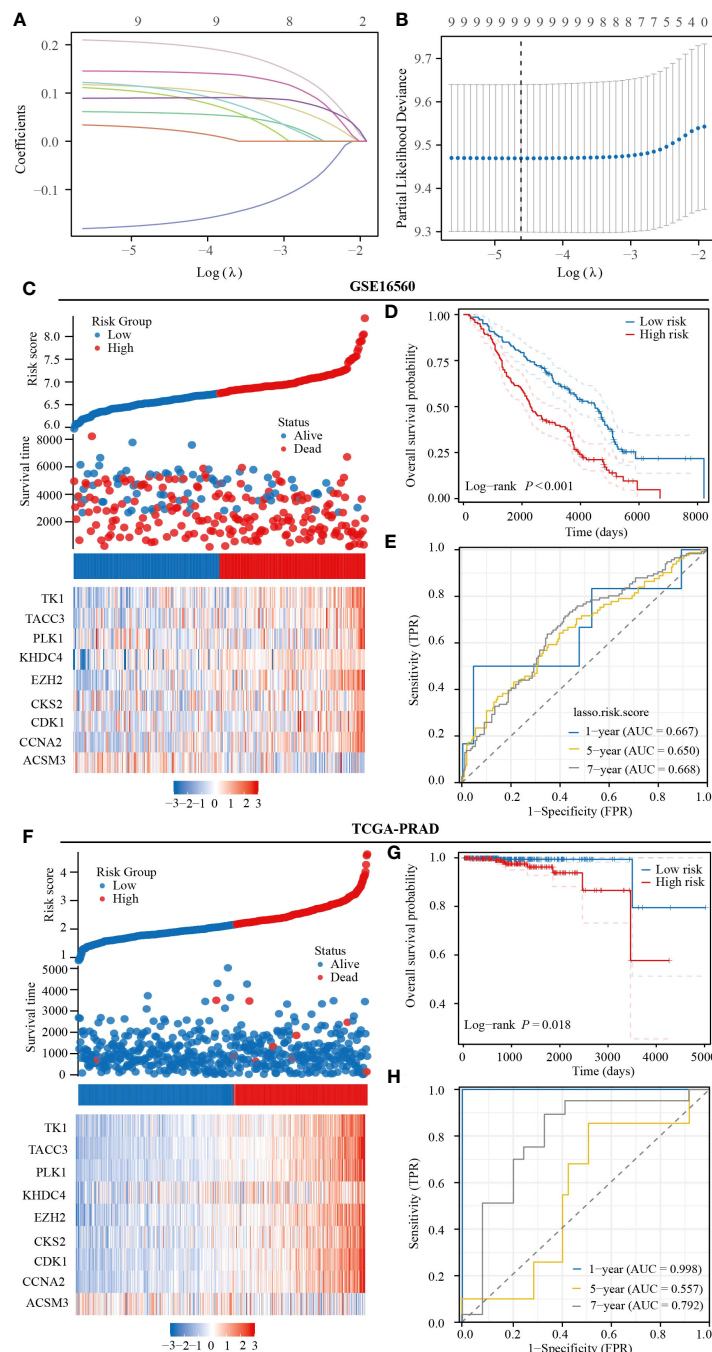 A
9 9 8 2
Coefficients
0.2
0.1
0.0
−0.1
−5 −4 −3 −2
Log (λ)
B
9 9 9 9 9 9 9 9 9 9 9 8 8 7 7 5 5 4 0
Partial Likelihood Deviance
9.7
9.6
9.5
9.4
9.3
−5 −4 −3 −2
Log (λ)
GSE16560
C
Risk Group
Low
High
Risk score
8.0
7.5
7.0
6.5
6.0
Status
Alive
Dead
Survival time
8000
6000
4000
2000
TK1
TACC3
PLK1
KHDC4
EZH2
CKS2
CDK1
CCNA2
ACSM3
−3−2−1 0 1 2 3
D
Overall survival probability
1.00
0.75
0.50
0.25
0.00
Low risk
High risk
Log−rank P<0.001
0 2000 4000 6000 8000
Time (days)
E
Sensitivity (TPR)
1.0
0.8
0.6
0.4
0.2
0.0
lasso.risk.score
1−year (AUC = 0.667)
5−year (AUC = 0.650)
7−year (AUC = 0.668)
0.0 0.2 0.4 0.6 0.8 1.0
1−Specificity (FPR)
TCGA-PRAD
F
Risk Group
Low
High
Risk score
4
3
2
1
Status
Alive
Dead
Survival time
5000
4000
3000
2000
1000
0
TK1
TACC3
PLK1
KHDC4
EZH2
CKS2
CDK1
CCNA2
ACSM3
−3−2−1 0 1 2 3
G
Overall survival probability
1.0
0.8
0.6
0.4
Low risk
High risk
Log−rank P = 0.018
0 1000 2000 3000 4000 5000
Time (days)
H
Sensitivity (TPR)
1.0
0.8
0.6
0.4
0.2
0.0
1−year (AUC = 0.998)
5−year (AUC = 0.557)
7−year (AUC = 0.792)
0.0 0.2 0.4 0.6 0.8 1.0
1−Specificity (FPR)